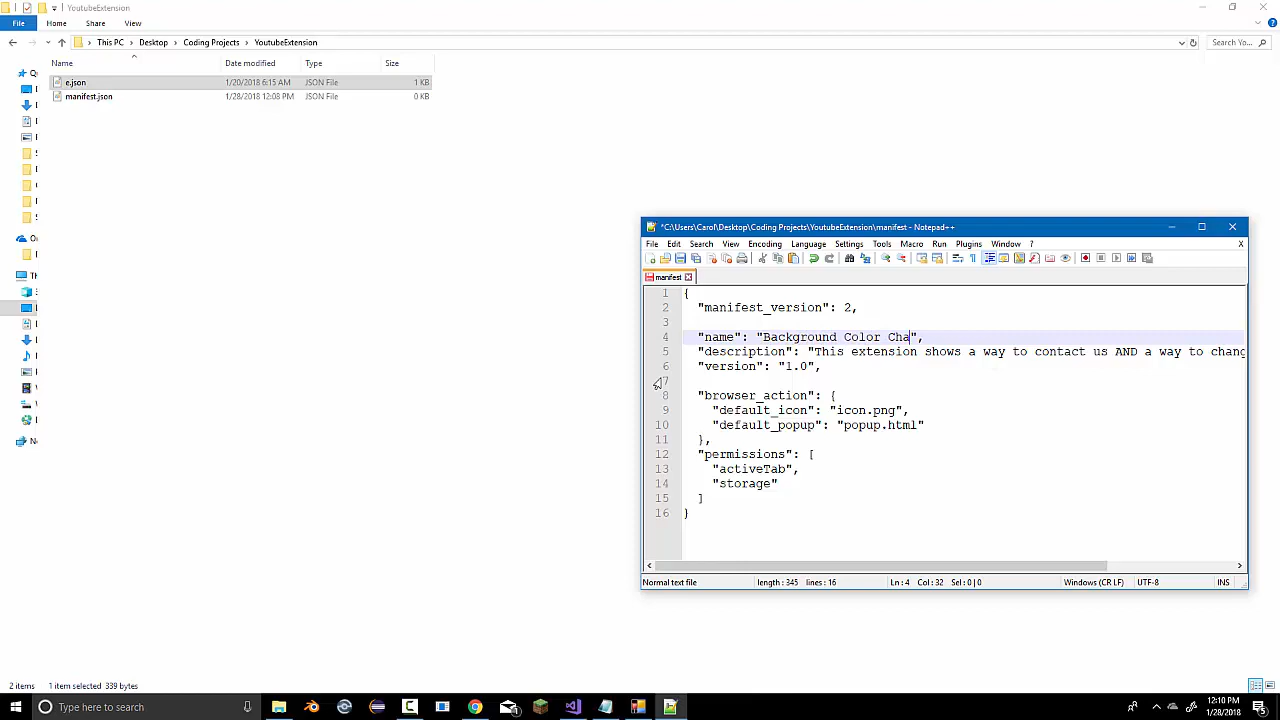 YoutubeExtension
File Home Share View
This PC Desktop Coding Projects YoutubeExtension Search Yo...
Name Date modified Type Size
e.json 1/20/2018 6:15 AM JSON File 1 KB
manifest.json 1/28/2018 12:08 PM JSON File 0 KB
*C:\Users\Carol\Desktop\Coding Projects\YoutubeExtension\manifest - Notepad++
File Edit Search View Encoding Language Settings Tools Macro Run Plugins Window ? X
manifest
1 {
2 "manifest_version": 2,
3
4 "name": "Background Color Cha",
5 "description": "This extension shows a way to contact us AND a way to chang
6 "version": "1.0",
7
8 "browser_action": {
9 "default_icon": "icon.png",
10 "default_popup": "popup.html"
11 },
12 "permissions": [
13 "activeTab",
14 "storage"
15 ]
16 }
Normal text file length : 345 lines : 16 Ln : 4 Col : 32 Sel : 0 | 0 Windows (CR LF) UTF-8 INS
2 items 1 item selected 339 bytes
Type here to search
12:10 PM
1/28/2018